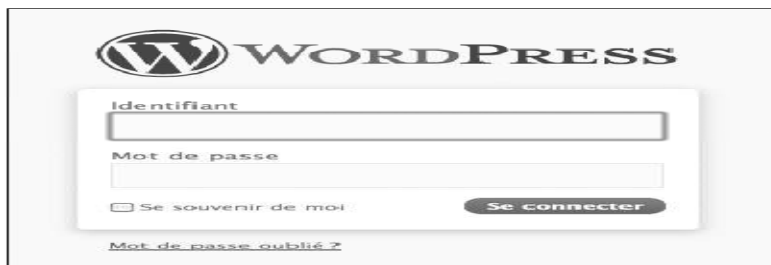 WORDPRESS
Identifiant
Mot de passe
Se souvenir de moi Se connecter
Mot de passe oublié ?